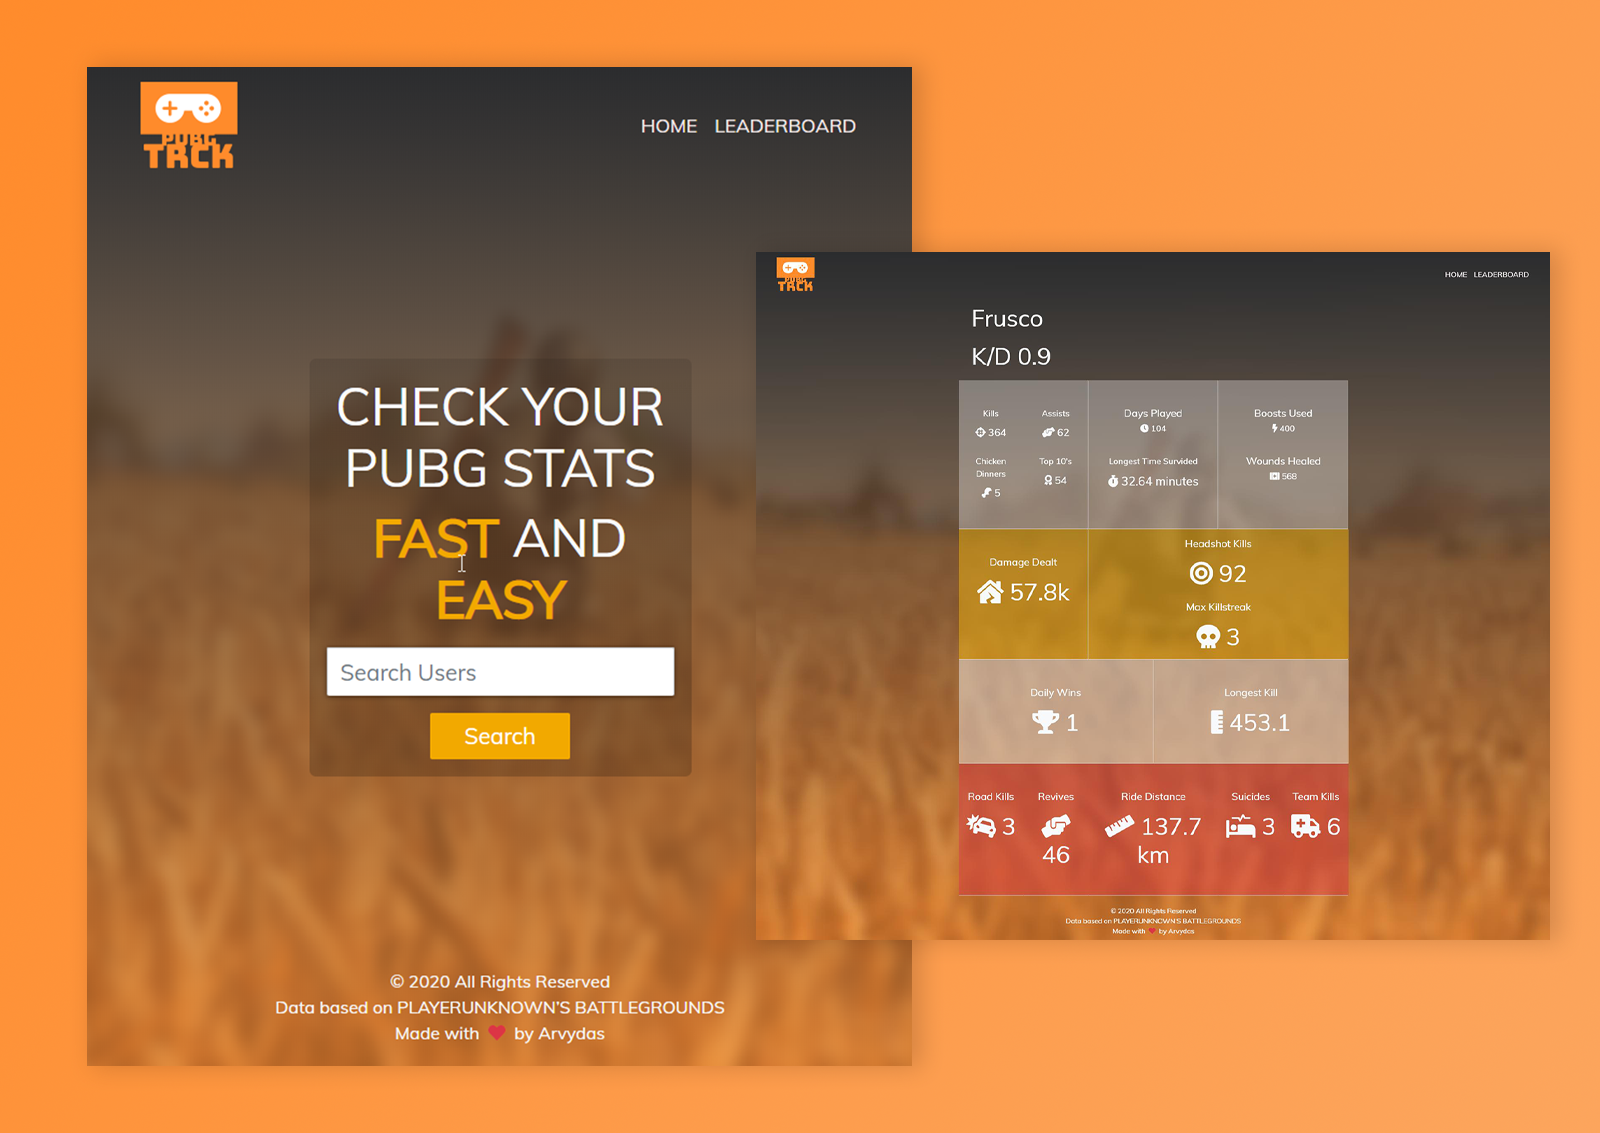 PUBG
TRCK
HOME LEADERBOARD
CHECK YOUR
PUBG STATS
FAST AND
EASY
Search Users
Search
© 2020 All Rights Reserved
Data based on PLAYERUNKNOWN'S BATTLEGROUNDS
Made with by Arvydas
PUBG
TRCK
HOME LEADERBOARD
Frusco
K/D 0.9
Kills
364
Assists
62
Chicken
Dinners
5
Top 10's
54
Days Played
104
Longest Time Survided
32.64 minutes
Boosts Used
400
Wounds Healed
568
Damage Dealt
57.8k
Headshot Kills
92
Max Killstreak
3
Daily Wins
1
Longest Kill
453.1
Road Kills
3
Revives
46
Ride Distance
137.7
km
Suicides
3
Team Kills
6
© 2020 All Rights Reserved
Data based on PLAYERUNKNOWN'S BATTLEGROUNDS
Made with by Arvydas